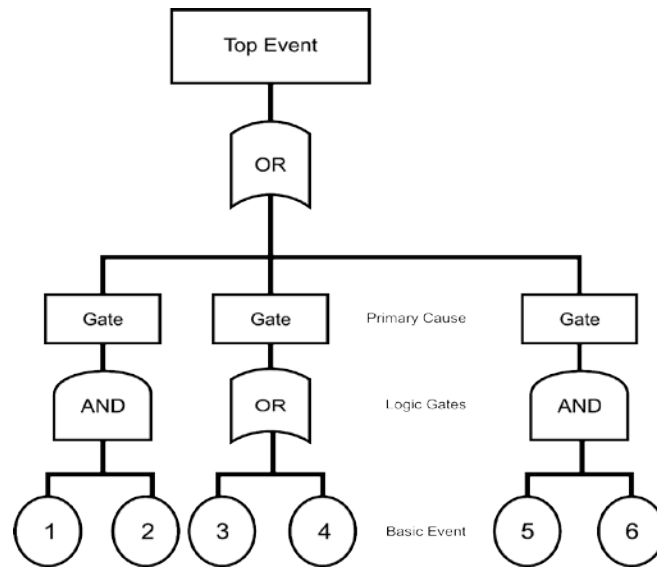 Top Event
OR
Gate
Gate
Primary Cause
Gate
AND
OR
Logic Gates
AND
1
2
3
4
Basic Event
5
6